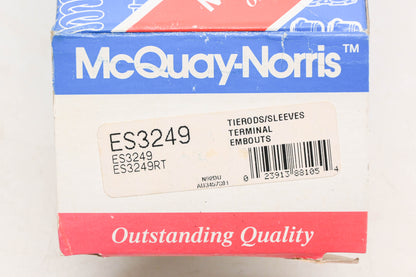 McQuay-Norris™
ES3249
ES3249
ES3249RT
TIERODS/SLEEVES
TERMINAL
EMBOUTS
0 23913 88105 4
Outstanding Quality